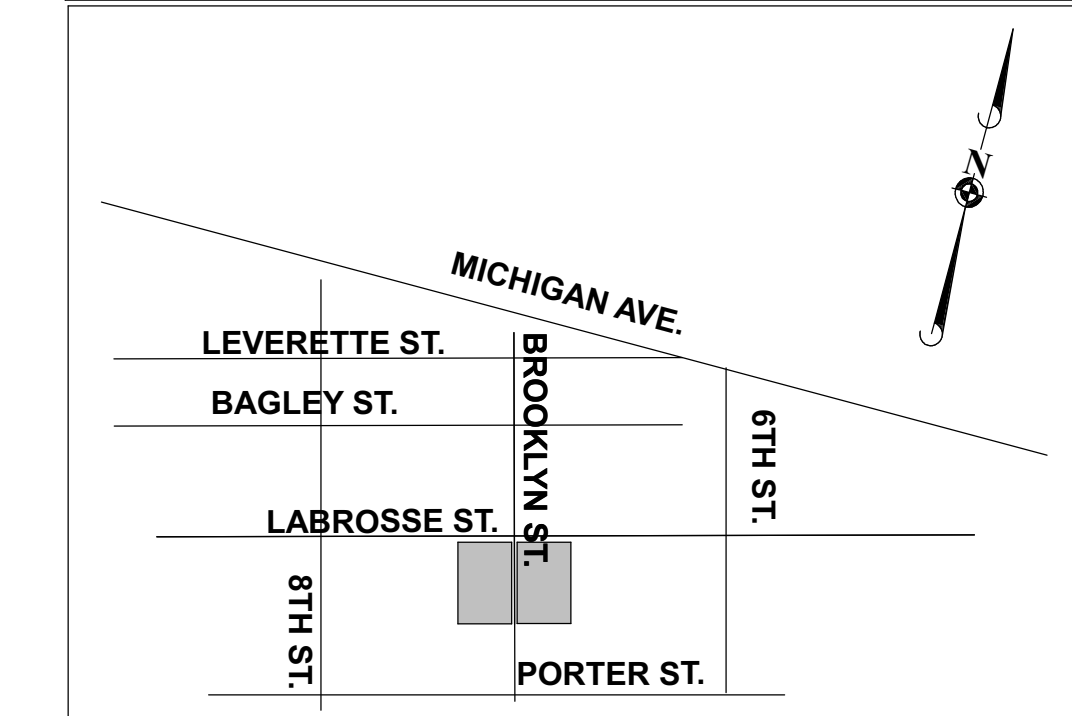 N
MICHIGAN AVE.
LEVERETTE ST.
BROOKLYN ST.
BAGLEY ST.
6TH ST.
LABROSSE ST.
8TH ST.
PORTER ST.